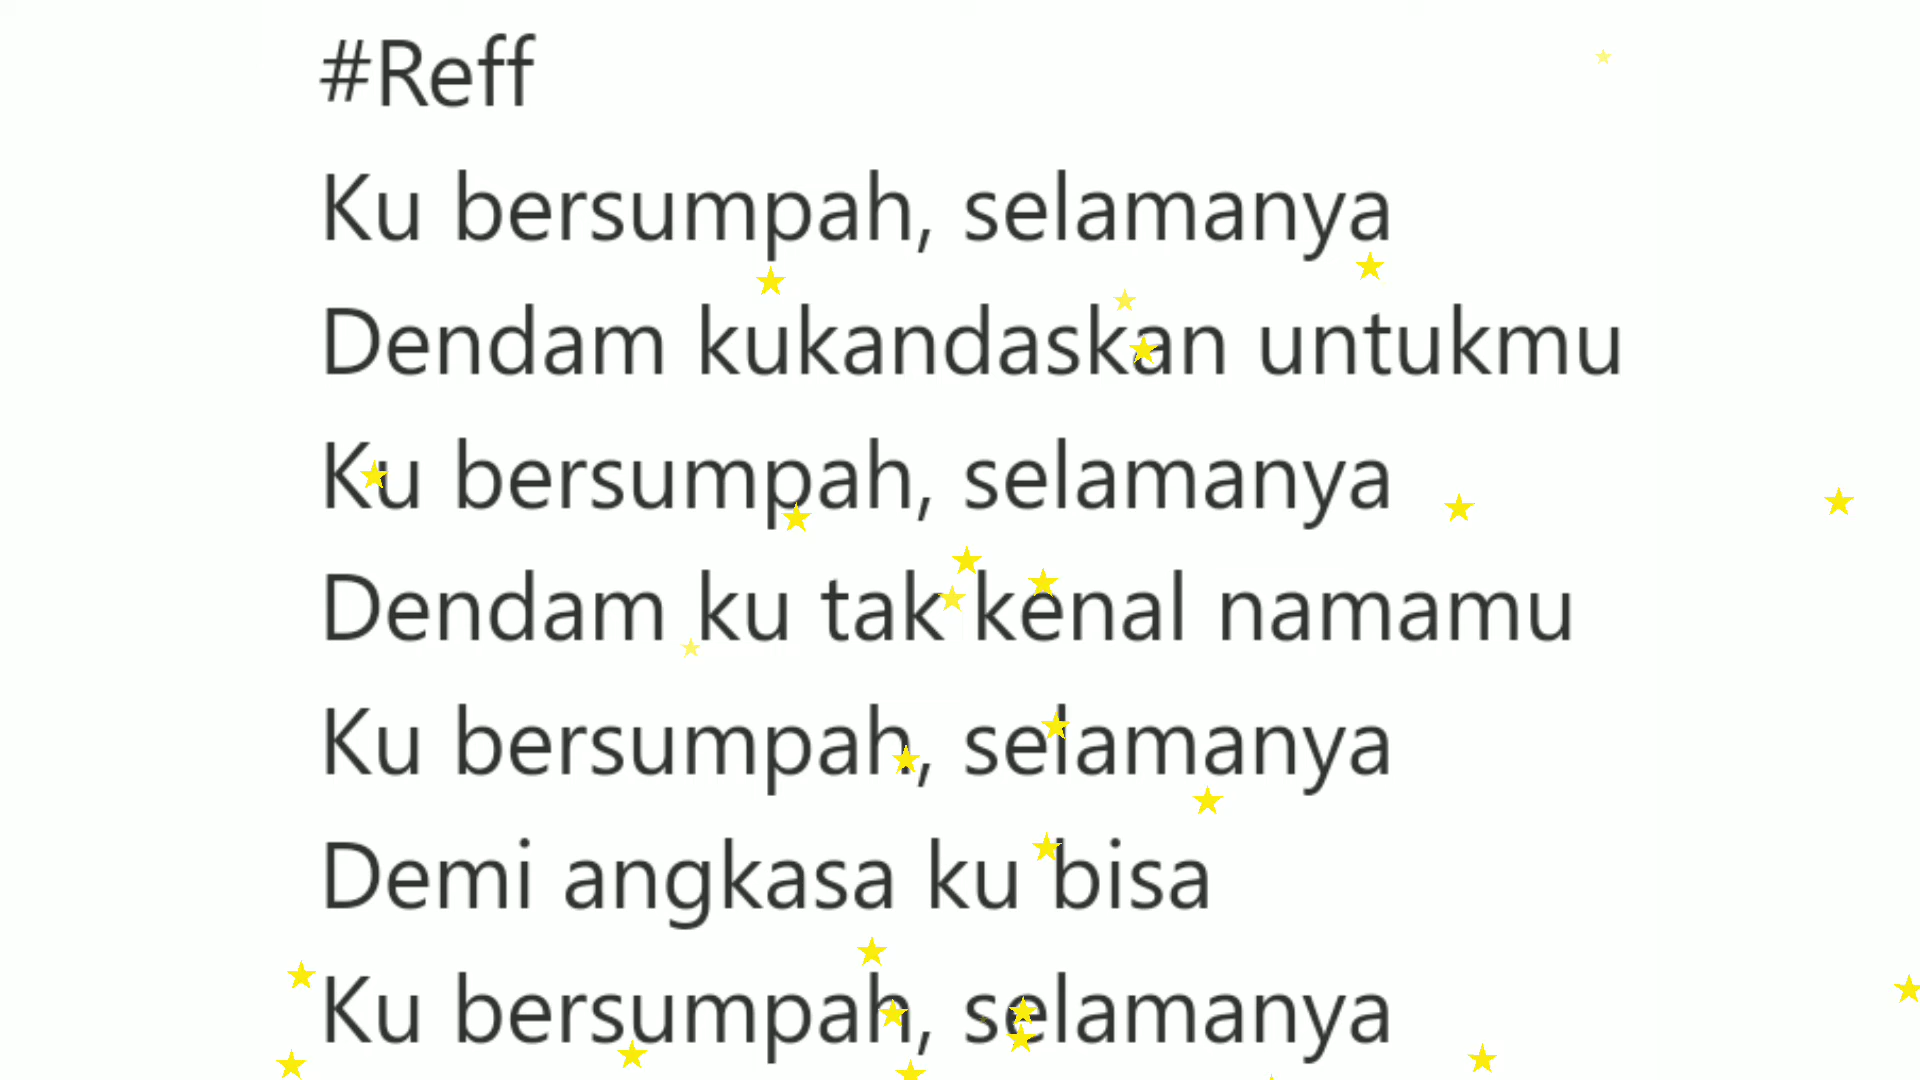 #Reff
Ku bersumpah, selamanya
Dendam kukandaskan untukmu
Ku bersumpah, selamanya
Dendam ku tak kenal namamu
Ku bersumpah, selamanya
Demi angkasa ku bisa
Ku bersumpah, selamanya